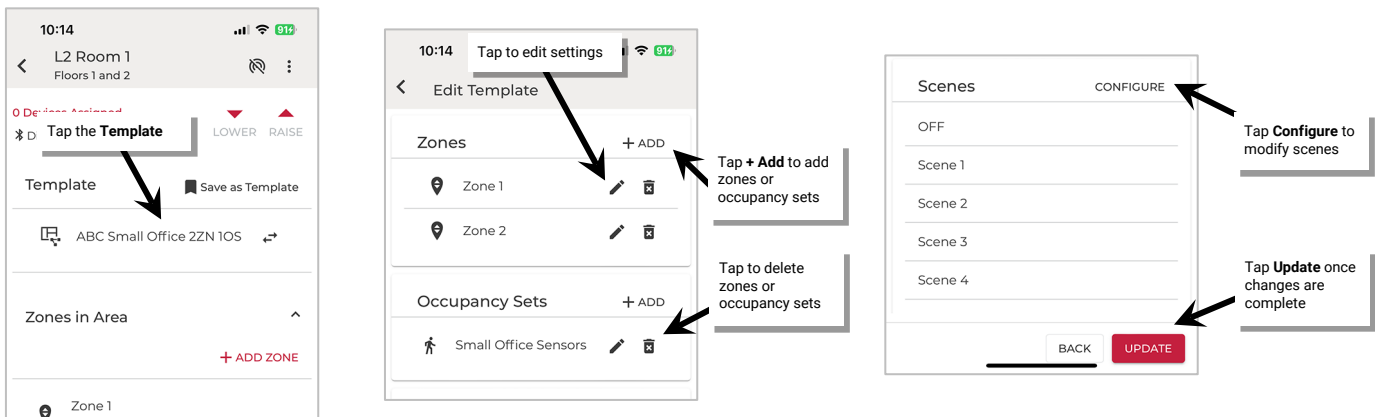 10:14
91
L2 Room 1
Floors 1 and 2
0 Devices Assigned
D
LOWER RAISE
Tap the Template
Template
Save as Template
ABC Small Office 2ZN 1OS
Zones in Area
+ ADD ZONE
Zone 1
10:14
91
Tap to edit settings
Edit Template
Zones
+ ADD
Zone 1
Zone 2
Tap + Add to add
zones or
occupancy sets
Occupancy Sets
+ ADD
Small Office Sensors
Tap to delete
zones or
occupancy sets
Scenes
CONFIGURE
OFF
Scene 1
Scene 2
Scene 3
Scene 4
BACK
UPDATE
Tap Configure to
modify scenes
Tap Update once
changes are
complete